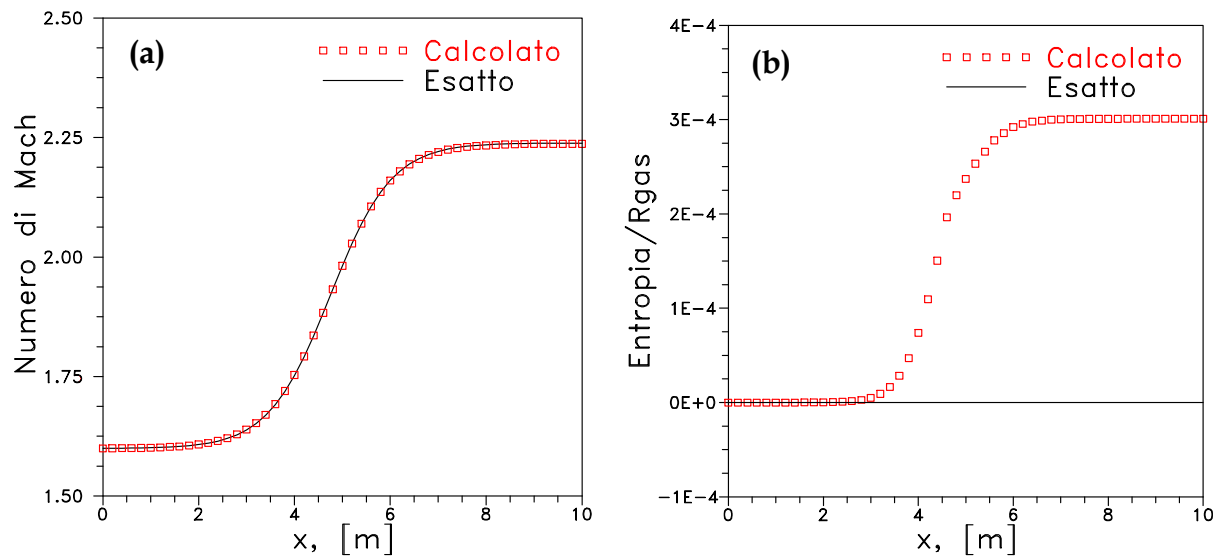 2.50
(a)
Calcolato
Esatto
2.25
2.00
1.75
1.50
Numero di Mach
0 2 4 6 8 10
x, [m]
4E-4
(b)
Calcolato
Esatto
3E-4
2E-4
1E-4
0E+0
-1E-4
Entropia/Rgas
0 2 4 6 8 10
x, [m]